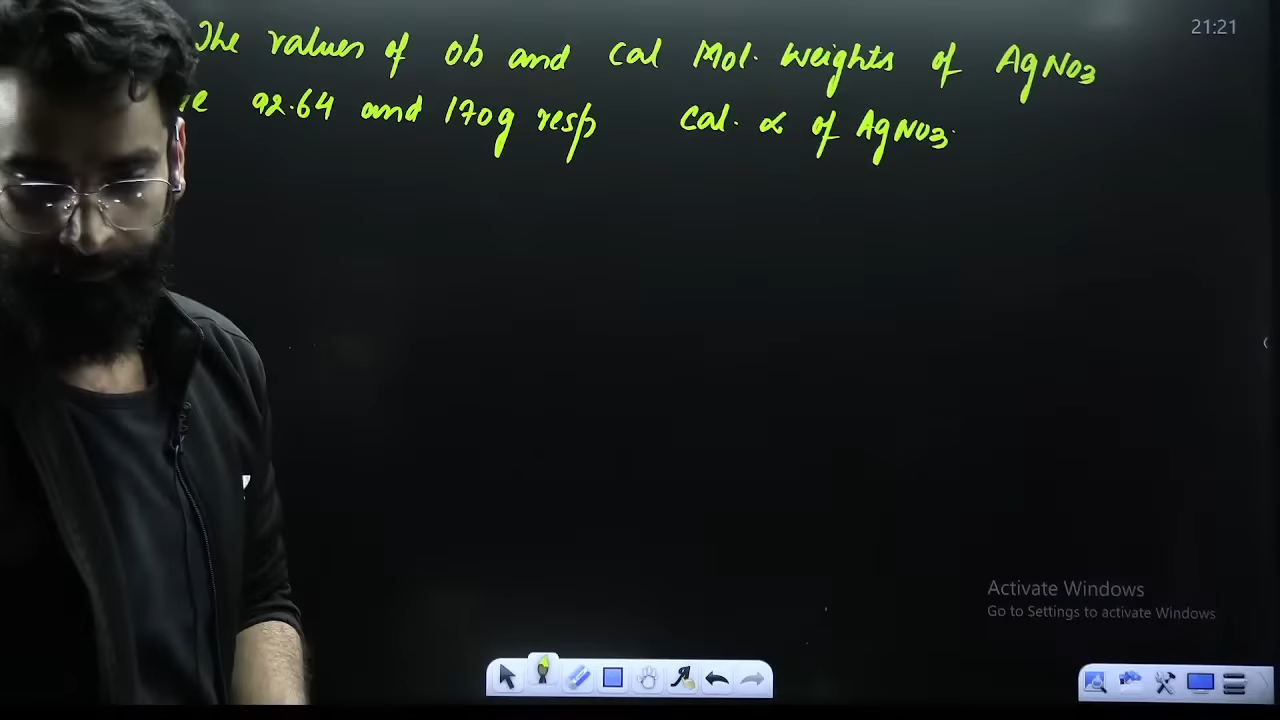 21:21
The values of ob and cal Mol. weights of AgNO3
92.64 and 170g resp cal. α of AgNO3.
Activate Windows
Go to Settings to activate Windows